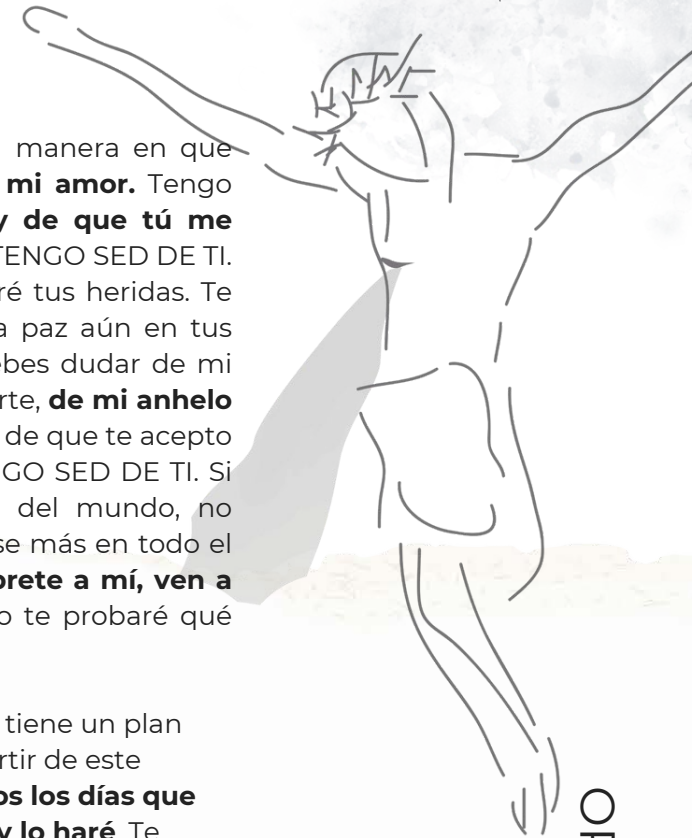 manera en que
mi amor. Tengo
y de que tú me
TENGO SED DE TI.
ré tus heridas. Te
a paz aún en tus
ebes dudar de mi
rte, de mi anhelo
de que te acepto
GO SED DE TI. Si
del mundo, no
se más en todo el
brete a mí, ven a
o te probaré qué
tiene un plan
rtir de este
os los días que
y lo haré. Te